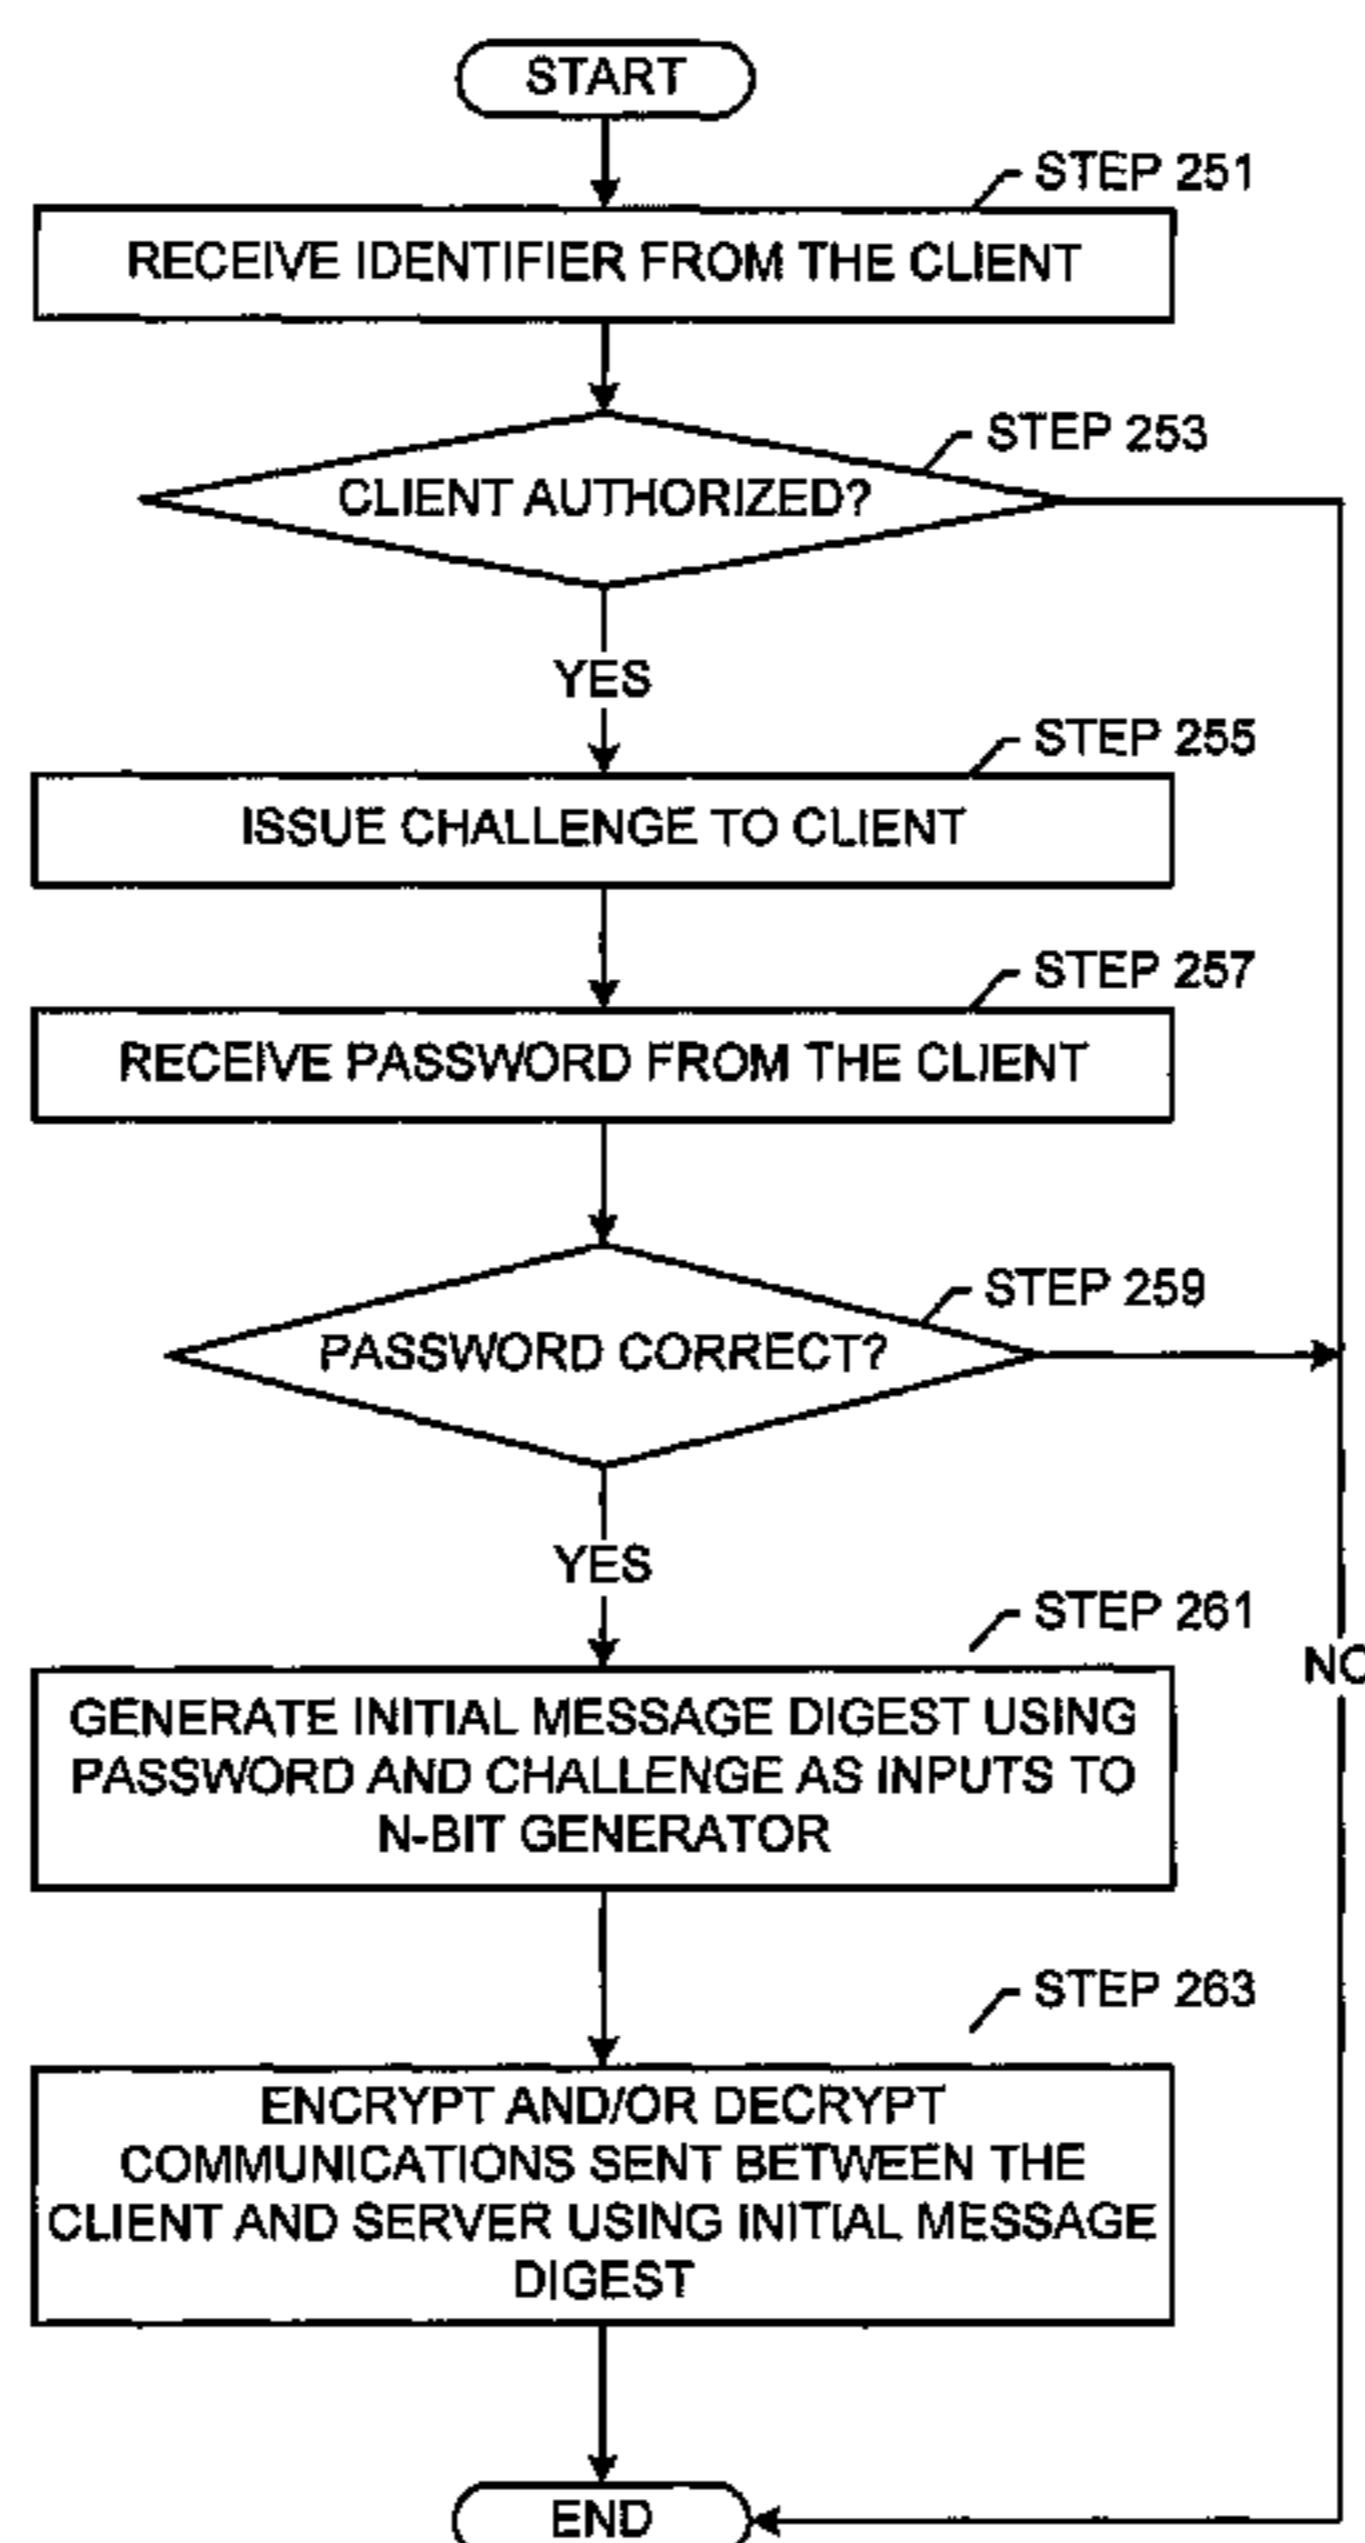 START
STEP 251
RECEIVE IDENTIFIER FROM THE CLIENT
STEP 253
CLIENT AUTHORIZED?
YES
STEP 255
ISSUE CHALLENGE TO CLIENT
STEP 257
RECEIVE PASSWORD FROM THE CLIENT
STEP 259
PASSWORD CORRECT?
YES
STEP 261
NO
GENERATE INITIAL MESSAGE DIGEST USING
PASSWORD AND CHALLENGE AS INPUTS TO
N-BIT GENERATOR
STEP 263
ENCRYPT AND/OR DECRYPT
COMMUNICATIONS SENT BETWEEN THE
CLIENT AND SERVER USING INITIAL MESSAGE
DIGEST
END